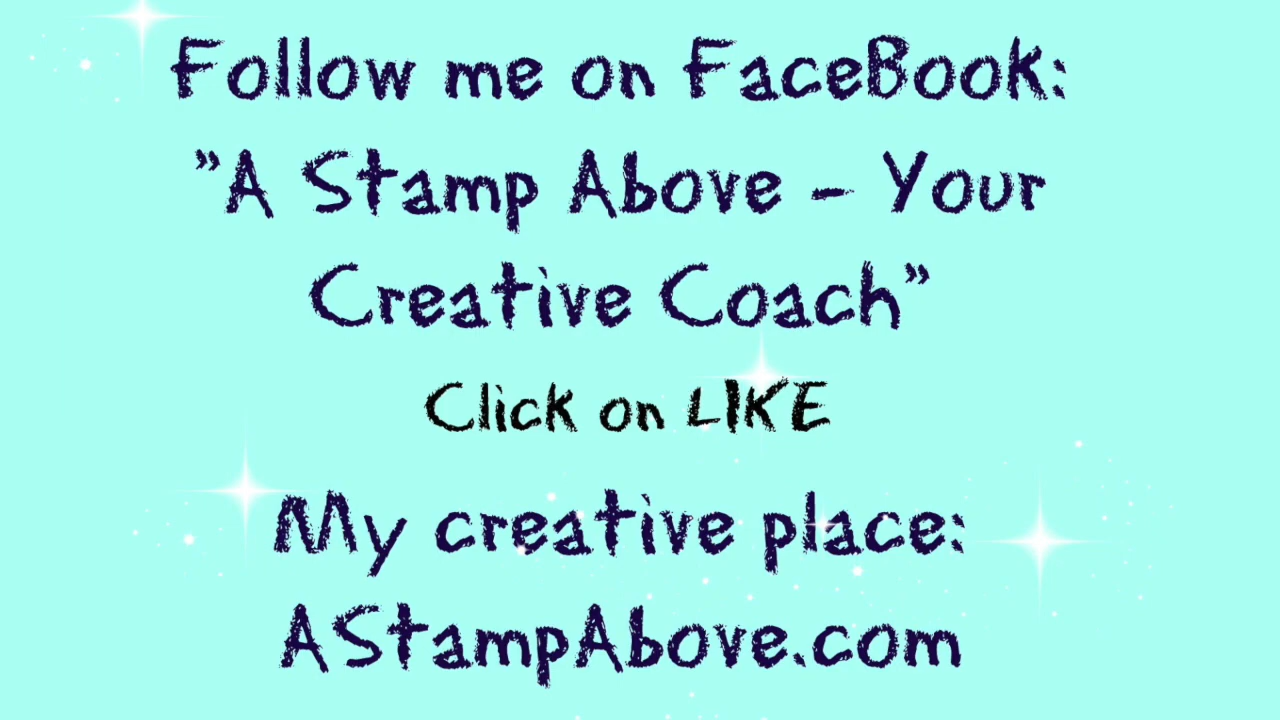 Follow me on FaceBook:
"A Stamp Above - Your
Creative Coach"
Click on LIKE
My creative place:
AStampAbove.com